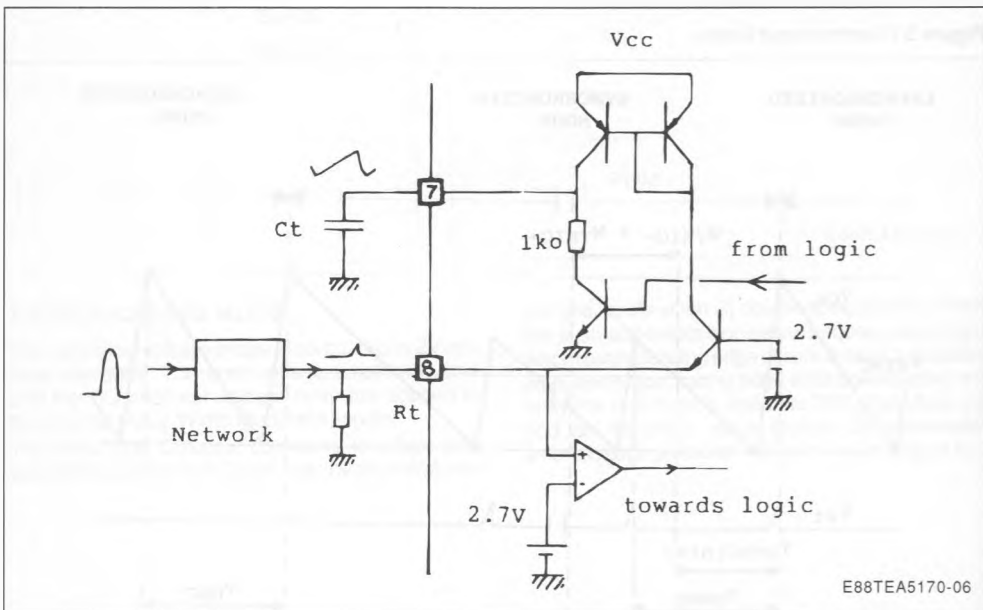 Vcc
7
Ct
1kΩ
from logic
2.7V
8
Rt
Network
+
-
2.7V
towards logic
E88TEA5170-06